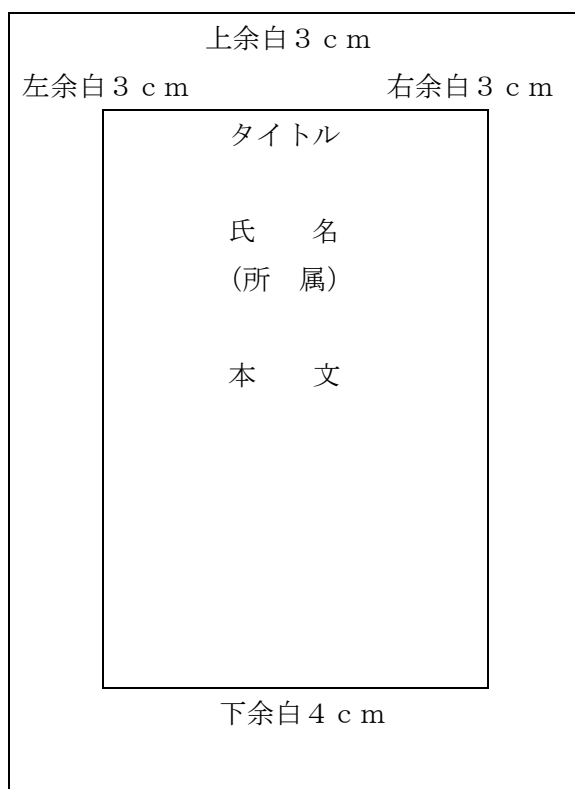 上余白３ｃｍ
左余白３ｃｍ　右余白３ｃｍ
タイトル
氏　名
(所　属)
本　文
下余白４ｃｍ